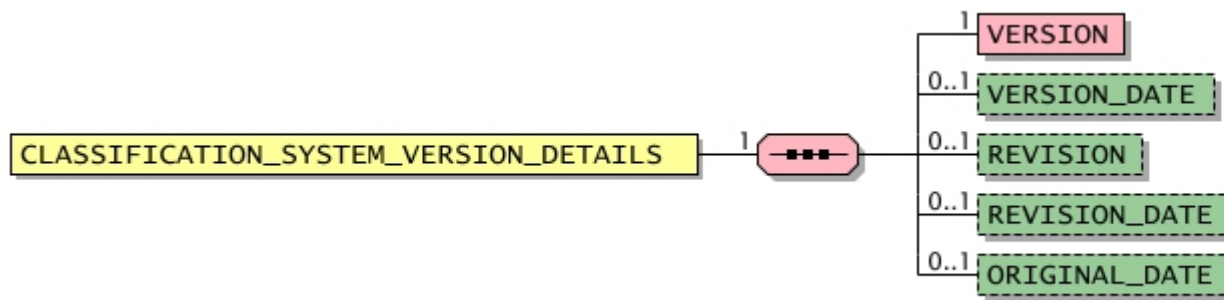 1
VERSION
0..1
VERSION_DATE
CLASSIFICATION_SYSTEM_VERSION_DETAILS
1
0..1
REVISION
0..1
REVISION_DATE
0..1
ORIGINAL_DATE